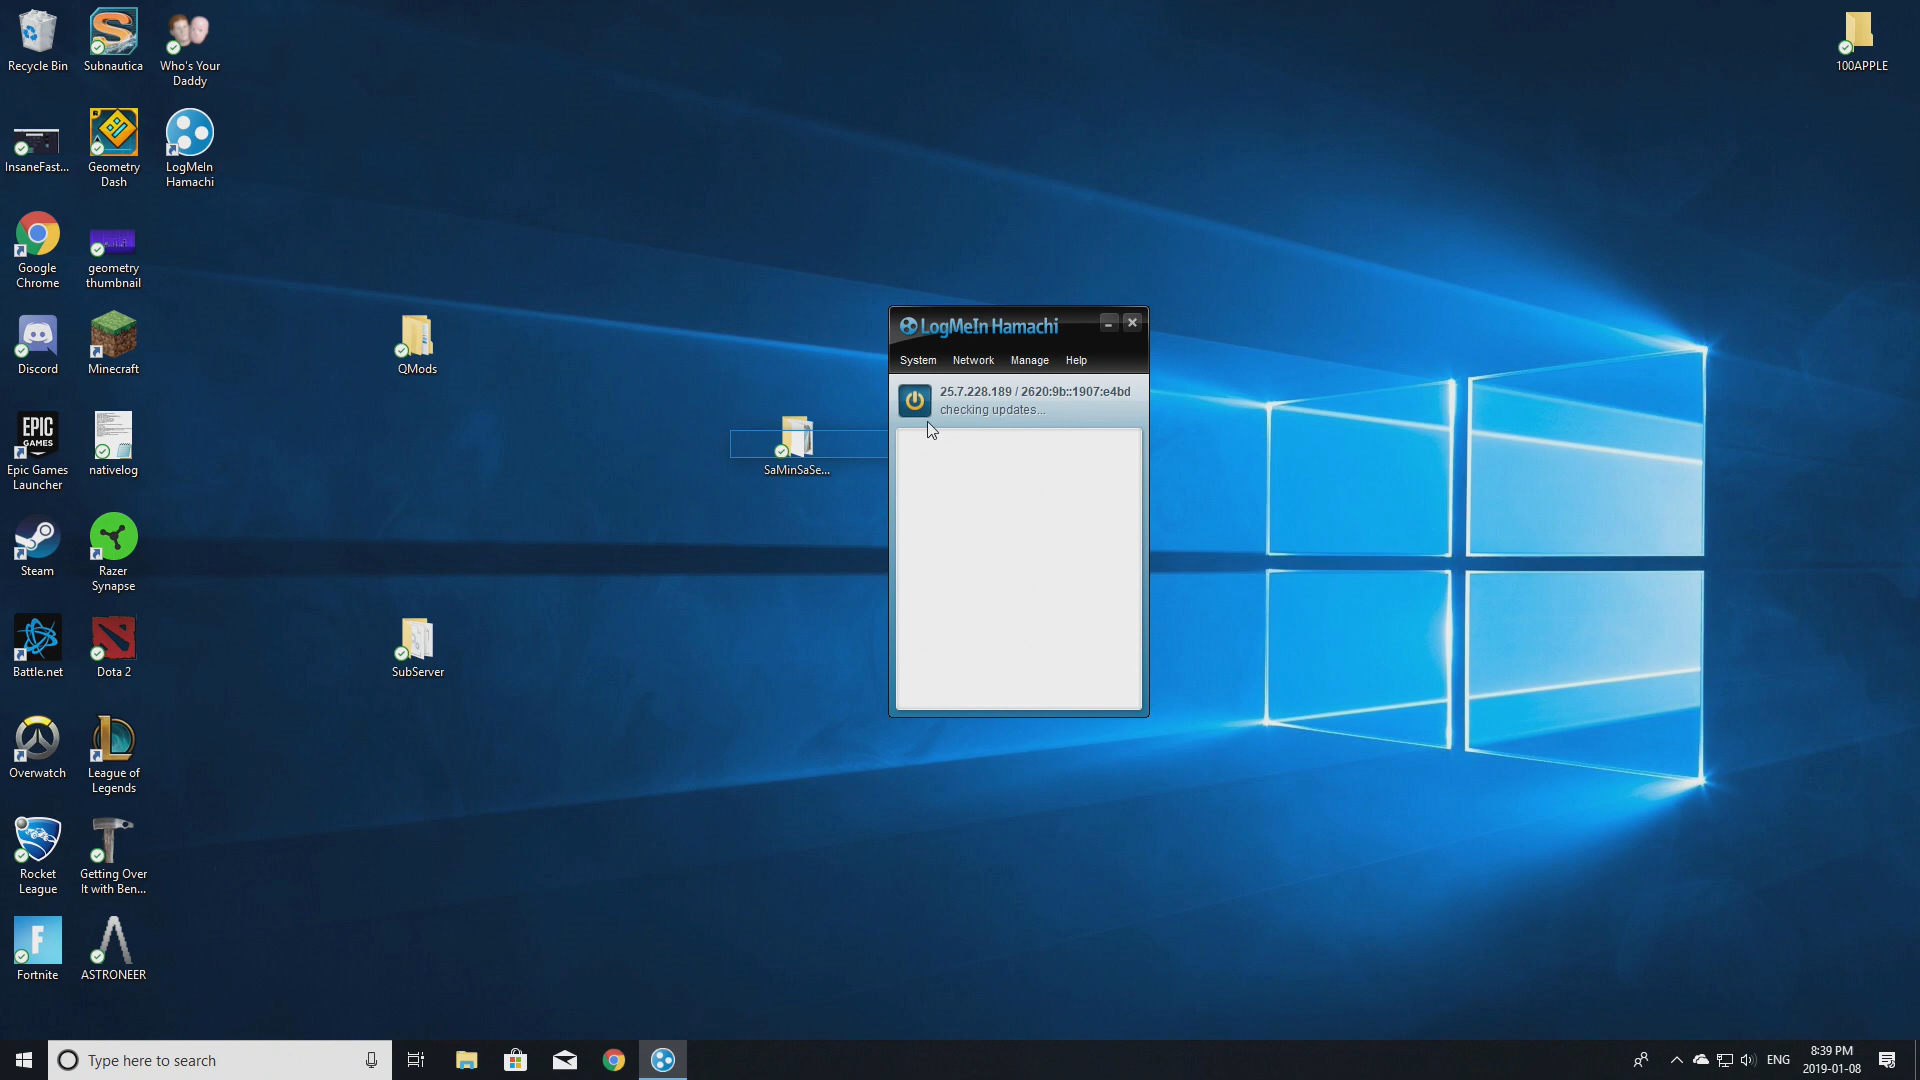 Recycle Bin
Subnautica
Who's Your
Daddy
100APPLE
InsaneFast...
Geometry
Dash
LogMeIn
Hamachi
Google
Chrome
geometry
thumbnail
Discord
Minecraft
QMods
LogMeIn Hamachi
System Network Manage Help
25.7.228.189 / 2620:9b::1907:e4bd
checking updates...
EPIC
GAMES
Epic Games
Launcher
nativelog
SaMinSaSe...
Steam
Razer
Synapse
Battle.net
Dota 2
SubServer
Overwatch
League of
Legends
Rocket
League
Getting Over
It with Ben...
Fortnite
ASTRONEER
Type here to search
ENG
8:39 PM
2019-01-08